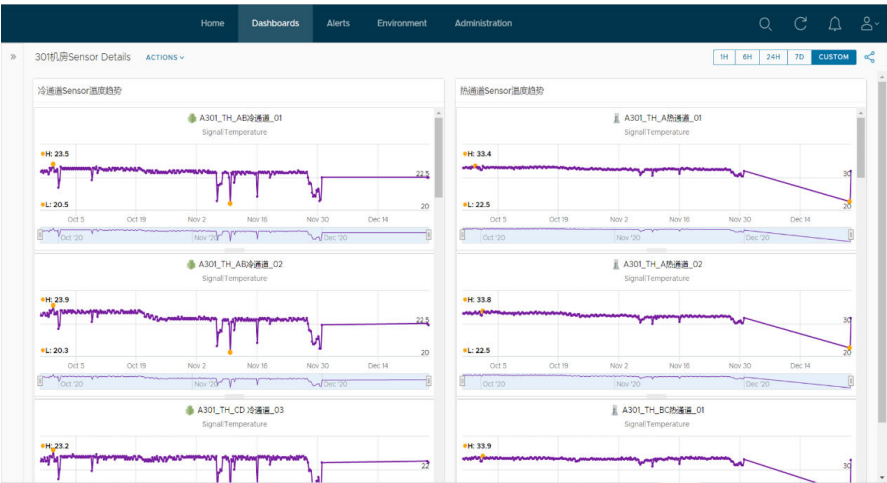 Home Dashboards Alerts Environment Administration
301机房Sensor Details ACTIONS
1H 6H 24H 7D CUSTOM
冷通道Sensor温度趋势
A301_TH_AB冷通道_01
Signal|Temperature
H: 23.5
22.5
L: 20.5
20
Oct 5 Oct 19 Nov 2 Nov 16 Nov 30 Dec 14
Oct '20 Nov '20 Dec '20
A301_TH_AB冷通道_02
Signal|Temperature
H: 23.9
22.5
L: 20.3
20
Oct 5 Oct 19 Nov 2 Nov 16 Nov 30 Dec 14
Oct '20 Nov '20 Dec '20
A301_TH_CD 冷通道_03
Signal|Temperature
H: 23.2
22
热通道Sensor温度趋势
A301_TH_A热通道_01
Signal|Temperature
H: 33.4
30
L: 22.5
20
Oct 5 Oct 19 Nov 2 Nov 16 Nov 30 Dec 14
Oct '20 Nov '20 Dec '20
A301_TH_A热通道_02
Signal|Temperature
H: 33.8
30
L: 22.5
20
Oct 5 Oct 19 Nov 2 Nov 16 Nov 30 Dec 14
Oct '20 Nov '20 Dec '20
A301_TH_BC热通道_01
Signal|Temperature
H: 33.9
30